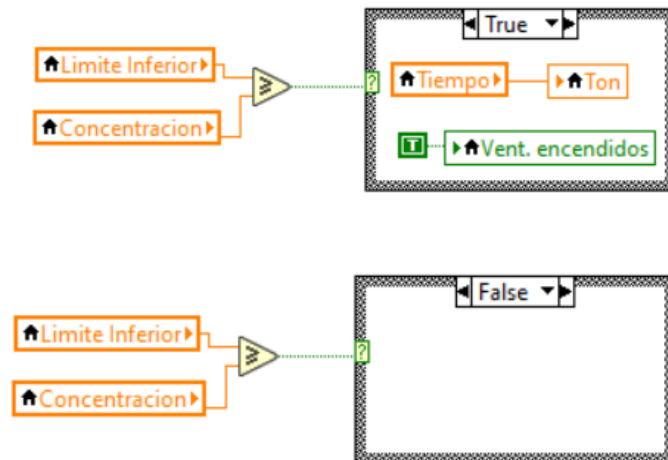 True
Limite Inferior
Concentracion
?
Tiempo
Ton
T
Vent. encendidos
False
Limite Inferior
Concentracion
?